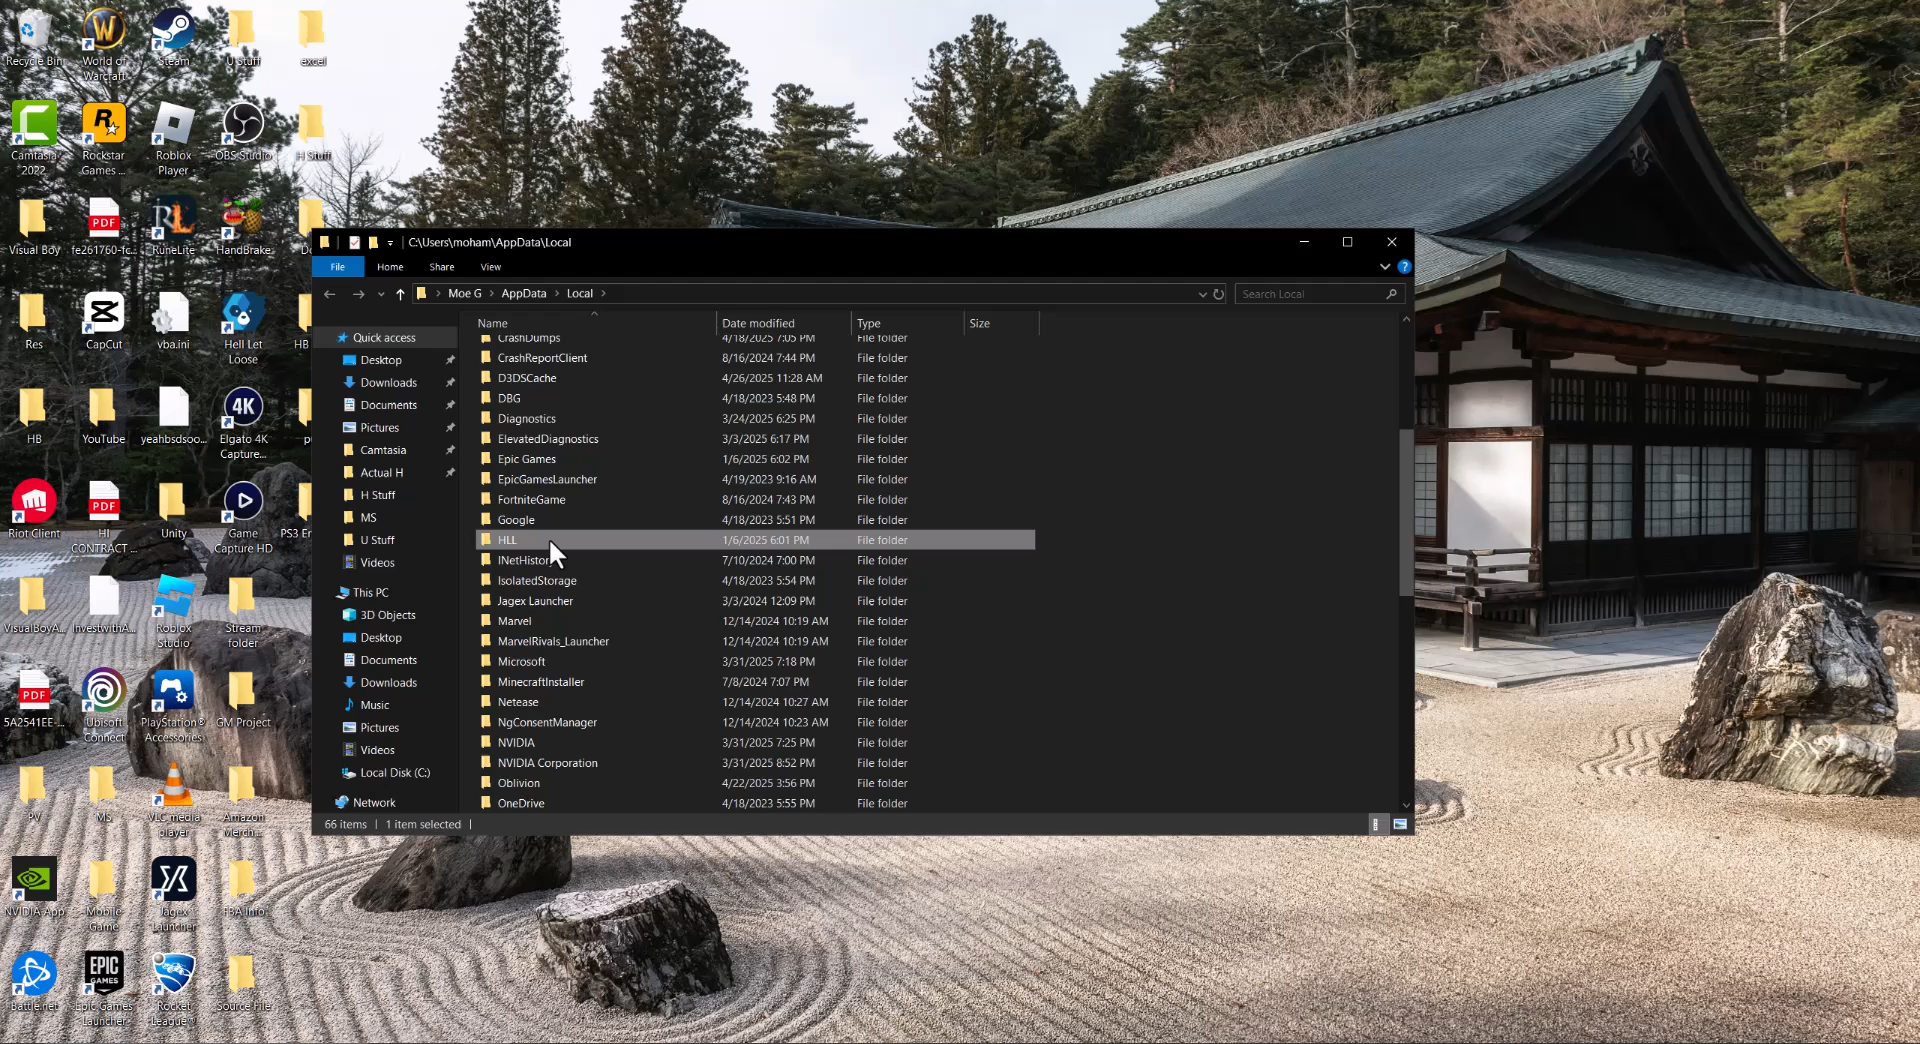 Recycle Bin
World of
Warcraft
Steam
U Stuff
excel
Camtasia
2022
Rockstar
Games ...
Roblox
Player
OBS Studio
H Stuff
Visual Boy
PDF
fe261760-fc...
RuneLite
HandBrake
Res
CapCut
vba.ini
Hell Let
Loose
HB
HB
YouTube
yeahbsdsoo...
4K
Elgato 4K
Capture...
Riot Client
PDF
HI
CONTRACT ...
Unity
Game
Capture HD
VisualBoyA...
InvestwithA...
Roblox
Studio
Stream
folder
PDF
5A2541EE-...
Ubisoft
Connect
PlayStation®
Accessories
GM Project
PV
MS
VLC media
player
Amazon
Merch...
NVIDIA App
Mobile
Game
Jagex
Launcher
FBA Info
Battle.net
EPIC
GAMES
Epic Games
Launcher
Rocket
League®
Source File
C:\Users\moham\AppData\Local
File
Home
Share
View
?
Moe G
AppData
Local
Search Local
Quick access
Desktop
Downloads
Documents
Pictures
Camtasia
Actual H
H Stuff
MS
U Stuff
Videos
This PC
3D Objects
Desktop
Documents
Downloads
Music
Pictures
Videos
Local Disk (C:)
Network
Name Date modified Type Size
CrashDumps 4/18/2025 7:05 PM File folder
CrashReportClient 8/16/2024 7:44 PM File folder
D3DSCache 4/26/2025 11:28 AM File folder
DBG 4/18/2023 5:48 PM File folder
Diagnostics 3/24/2025 6:25 PM File folder
ElevatedDiagnostics 3/3/2025 6:17 PM File folder
Epic Games 1/6/2025 6:02 PM File folder
EpicGamesLauncher 4/19/2023 9:16 AM File folder
FortniteGame 8/16/2024 7:43 PM File folder
Google 4/18/2023 5:51 PM File folder
HLL 1/6/2025 6:01 PM File folder
INetHistor 7/10/2024 7:00 PM File folder
IsolatedStorage 4/18/2023 5:54 PM File folder
Jagex Launcher 3/3/2024 12:09 PM File folder
Marvel 12/14/2024 10:19 AM File folder
MarvelRivals_Launcher 12/14/2024 10:19 AM File folder
Microsoft 3/31/2025 7:18 PM File folder
MinecraftInstaller 7/8/2024 7:07 PM File folder
Netease 12/14/2024 10:27 AM File folder
NgConsentManager 12/14/2024 10:23 AM File folder
NVIDIA 3/31/2025 7:25 PM File folder
NVIDIA Corporation 3/31/2025 8:52 PM File folder
Oblivion 4/22/2025 3:56 PM File folder
OneDrive 4/18/2023 5:55 PM File folder
66 items
1 item selected